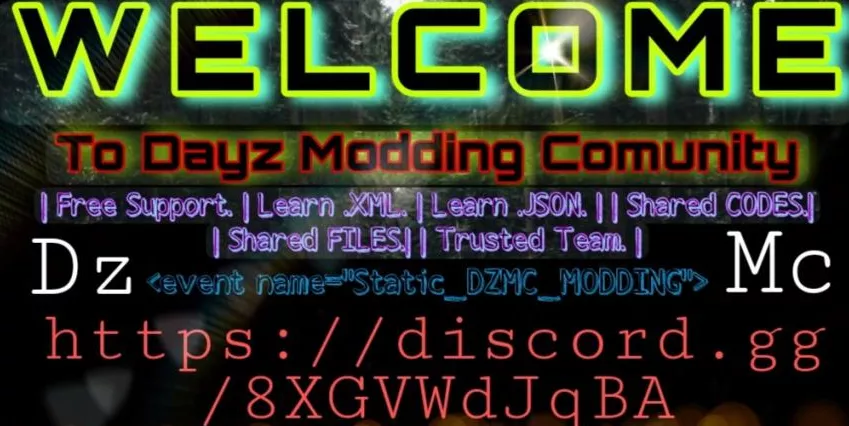 WELCOME
To Dayz Modding Comunity
| Free Support. | Learn .XML. | Learn .JSON. | | Shared CODES.|
| Shared FILES.| | Trusted Team. |
Dz <event name="Static_DZMC_MODDING"> Mc
https://discord.gg
/8XGVWdJqBA